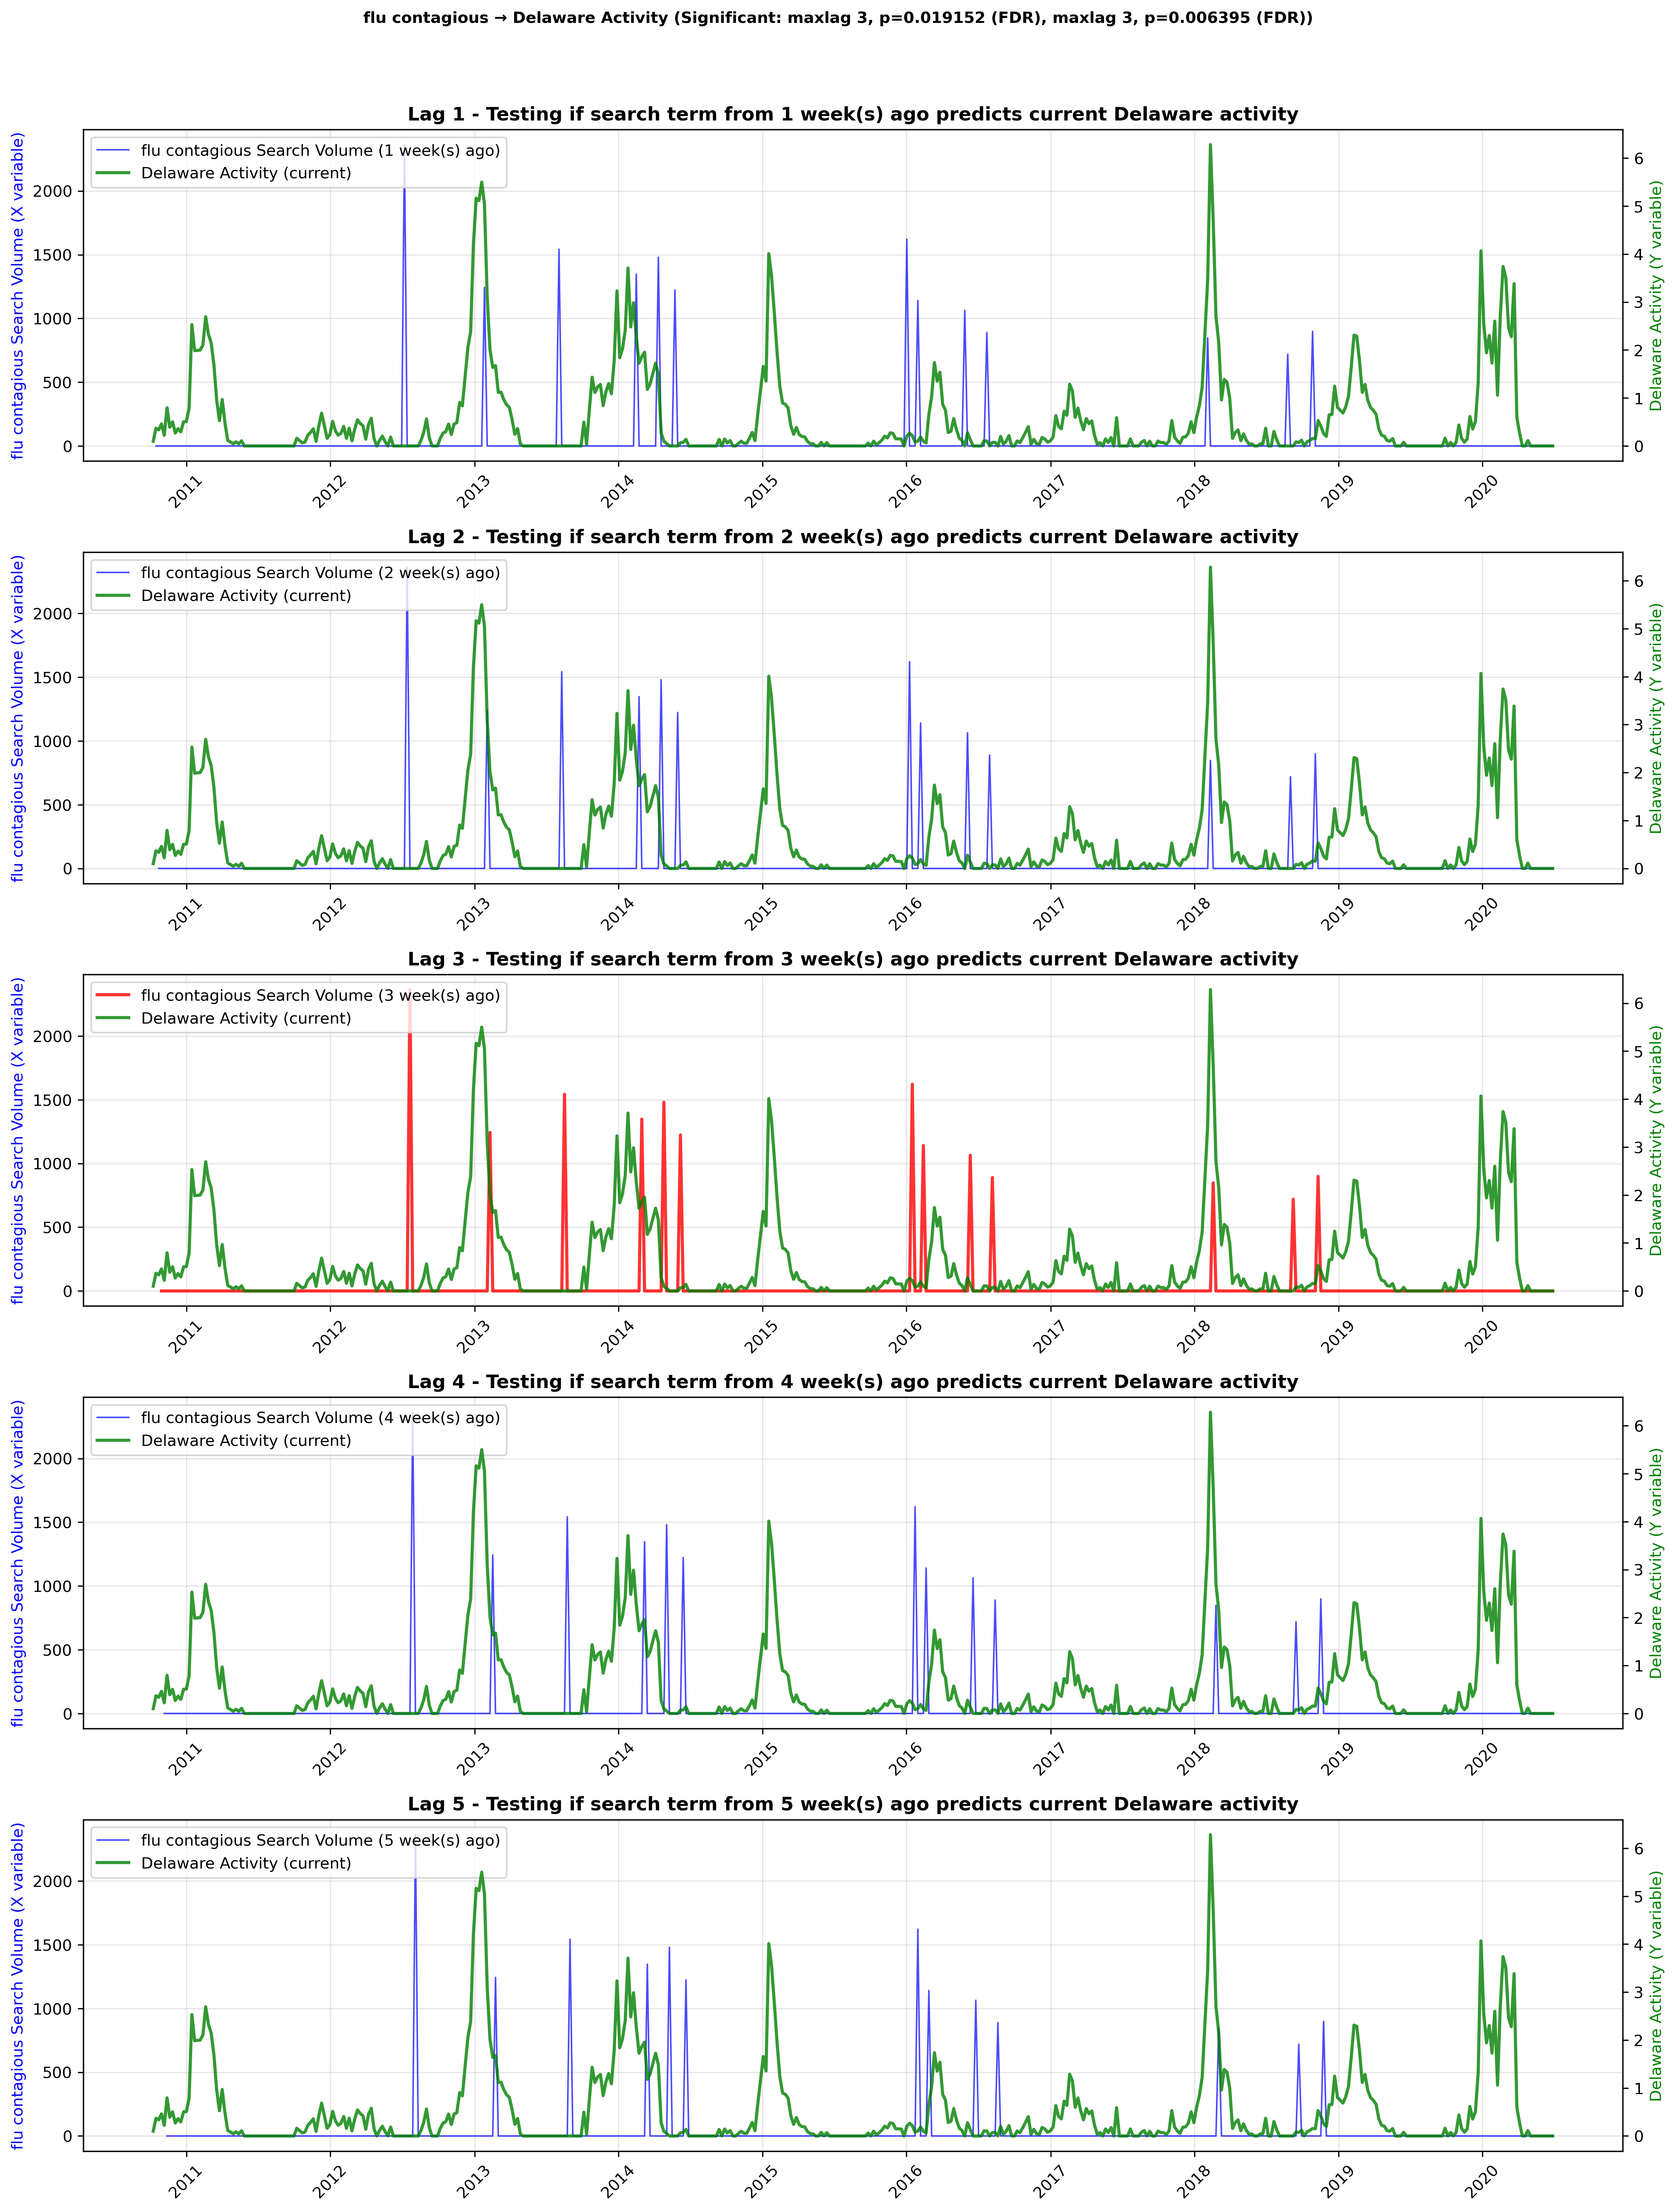 flu contagious → Delaware Activity (Significant: maxlag 3, p=0.019152 (FDR), maxlag 3, p=0.006395 (FDR))
Lag 1 - Testing if search term from 1 week(s) ago predicts current Delaware activity
flu contagious Search Volume (1 week(s) ago)
Delaware Activity (current)
flu contagious Search Volume (X variable)
Delaware Activity (Y variable)
2000
1500
1000
500
0
6
5
4
3
2
1
0
2011 2012 2013 2014 2015 2016 2017 2018 2019 2020
Lag 2 - Testing if search term from 2 week(s) ago predicts current Delaware activity
flu contagious Search Volume (2 week(s) ago)
Delaware Activity (current)
flu contagious Search Volume (X variable)
Delaware Activity (Y variable)
2000
1500
1000
500
0
6
5
4
3
2
1
0
2011 2012 2013 2014 2015 2016 2017 2018 2019 2020
Lag 3 - Testing if search term from 3 week(s) ago predicts current Delaware activity
flu contagious Search Volume (3 week(s) ago)
Delaware Activity (current)
flu contagious Search Volume (X variable)
Delaware Activity (Y variable)
2000
1500
1000
500
0
6
5
4
3
2
1
0
2011 2012 2013 2014 2015 2016 2017 2018 2019 2020
Lag 4 - Testing if search term from 4 week(s) ago predicts current Delaware activity
flu contagious Search Volume (4 week(s) ago)
Delaware Activity (current)
flu contagious Search Volume (X variable)
Delaware Activity (Y variable)
2000
1500
1000
500
0
6
5
4
3
2
1
0
2011 2012 2013 2014 2015 2016 2017 2018 2019 2020
Lag 5 - Testing if search term from 5 week(s) ago predicts current Delaware activity
flu contagious Search Volume (5 week(s) ago)
Delaware Activity (current)
flu contagious Search Volume (X variable)
Delaware Activity (Y variable)
2000
1500
1000
500
0
6
5
4
3
2
1
0
2011 2012 2013 2014 2015 2016 2017 2018 2019 2020